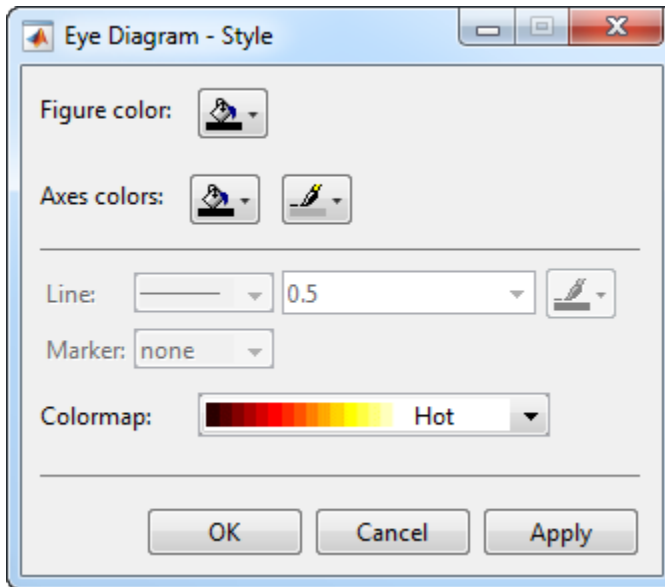 Eye Diagram - Style
Figure color:
Axes colors:
Line: 0.5
Marker: none
Colormap: Hot
OK Cancel Apply